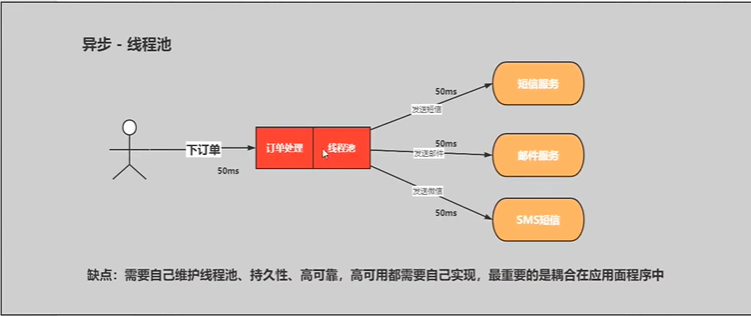 异步 - 线程池
50ms
短信服务
发送短信
下订单
订单处理
线程池
50ms
发送邮件
邮件服务
50ms
发送微信
50ms
SMS短信
缺点：需要自己维护线程池、持久性、高可靠，高可用都需要自己实现，最重要的是耦合在应用面程序中